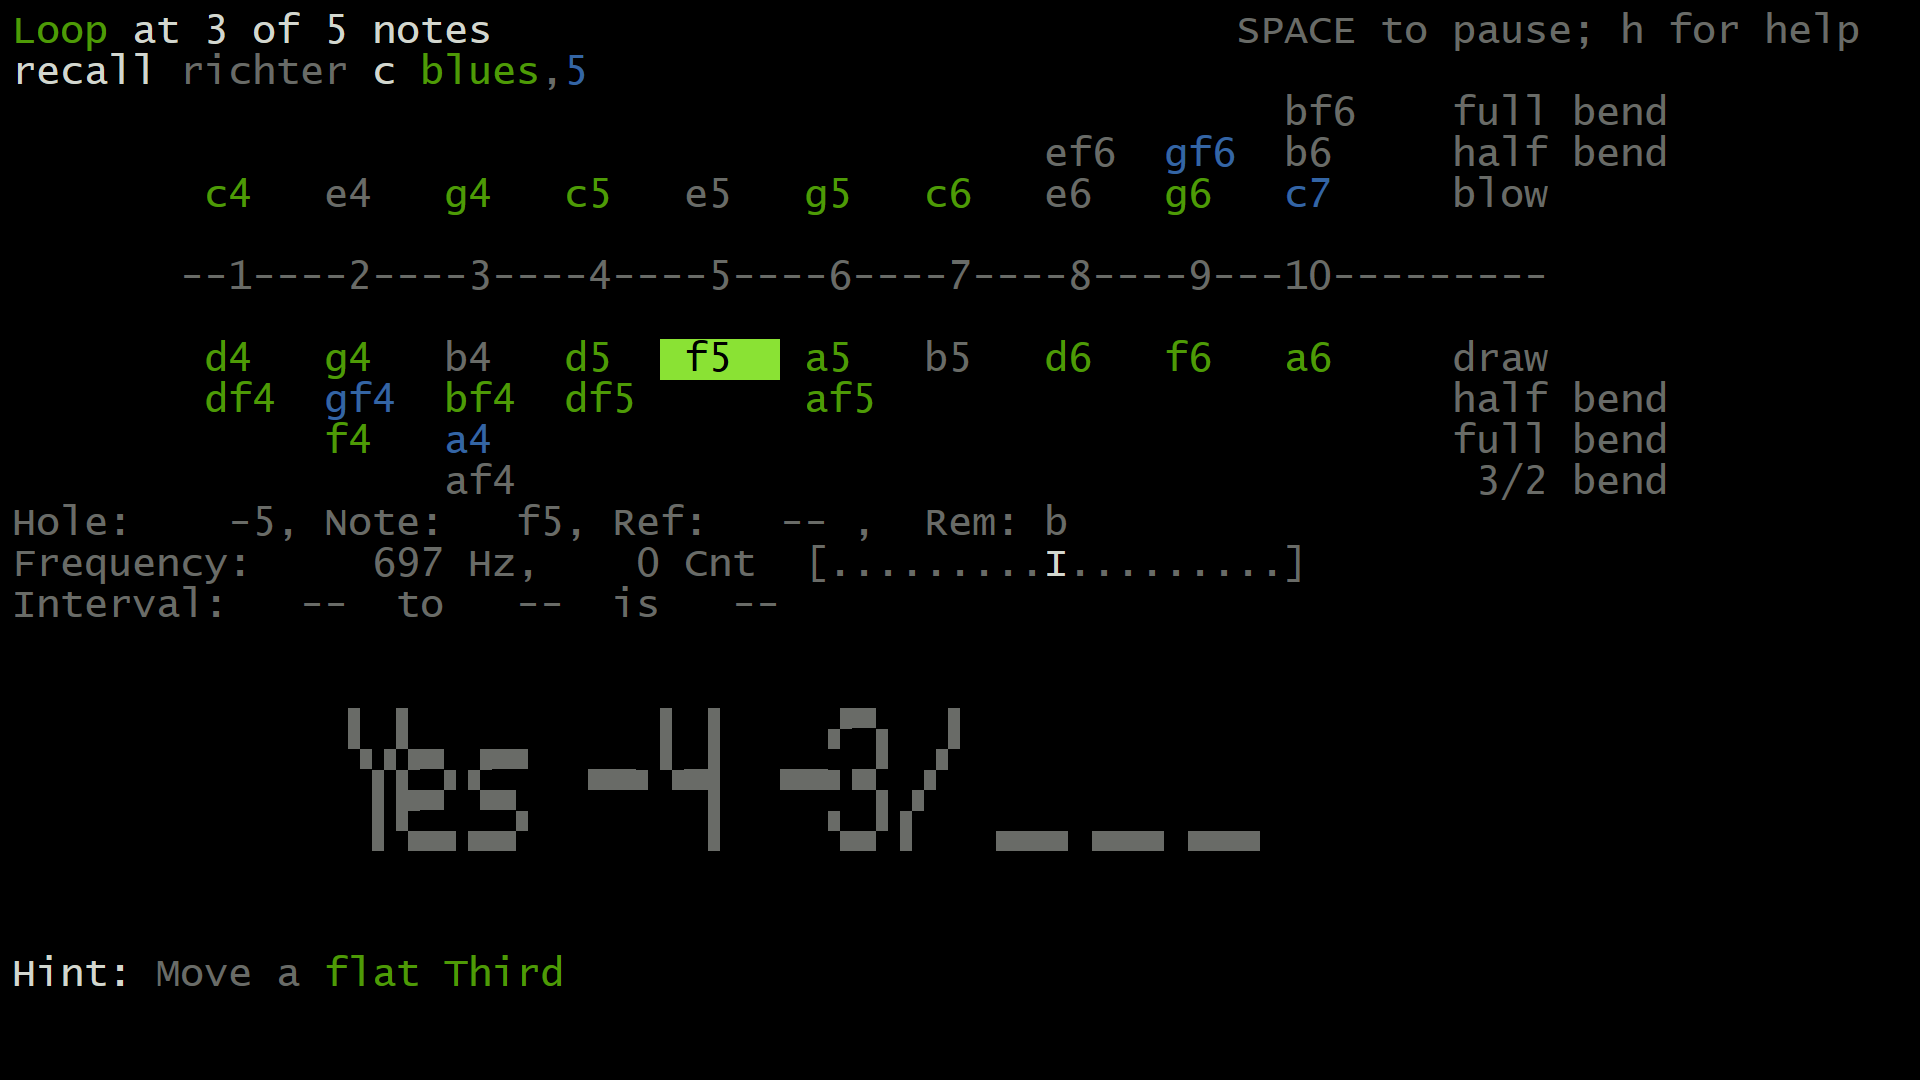 Loop at 3 of 5 notes SPACE to pause; h for help
recall richter c blues,5
bf6 full bend
ef6 gf6 b6 half bend
c4 e4 g4 c5 e5 g5 c6 e6 g6 c7 blow
--1----2----3----4----5----6----7----8----9---10---------
d4 g4 b4 d5 f5 a5 b5 d6 f6 a6 draw
df4 gf4 bf4 df5 af5 half bend
f4 a4 full bend
af4 3/2 bend
Hole: -5, Note: f5, Ref: -- , Rem: b
Frequency: 697 Hz, 0 Cnt [.........I.........]
Interval: -- to -- is --
Yes -4 -3/ _ _ _
Hint: Move a flat Third